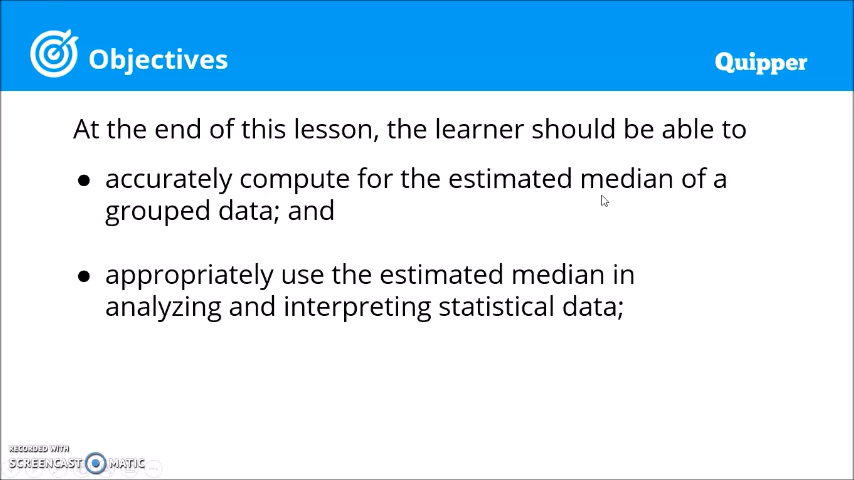 Objectives
Quipper
At the end of this lesson, the learner should be able to
● accurately compute for the estimated median of a
grouped data; and
● appropriately use the estimated median in
analyzing and interpreting statistical data;
RECORDED WITH
SCREENCAST MATIC